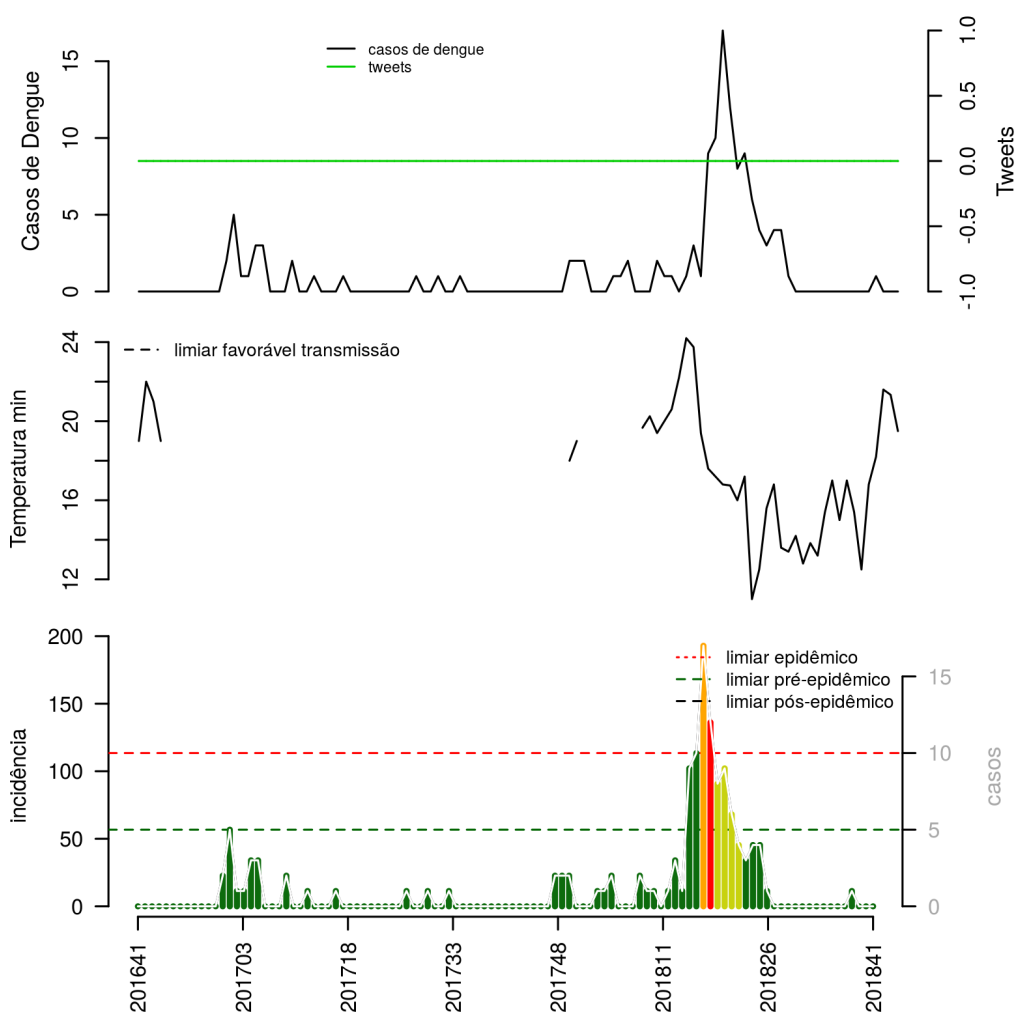 casos de dengue
tweets
Casos de Dengue
0
5
10
15
Tweets
-1.0
-0.5
0.0
0.5
1.0
limiar favorável transmissão
Temperatura min
12
16
20
24
limiar epidêmico
limiar pré-epidêmico
limiar pós-epidêmico
incidência
0
50
100
150
200
casos
0
5
10
15
201641
201703
201718
201733
201748
201811
201826
201841